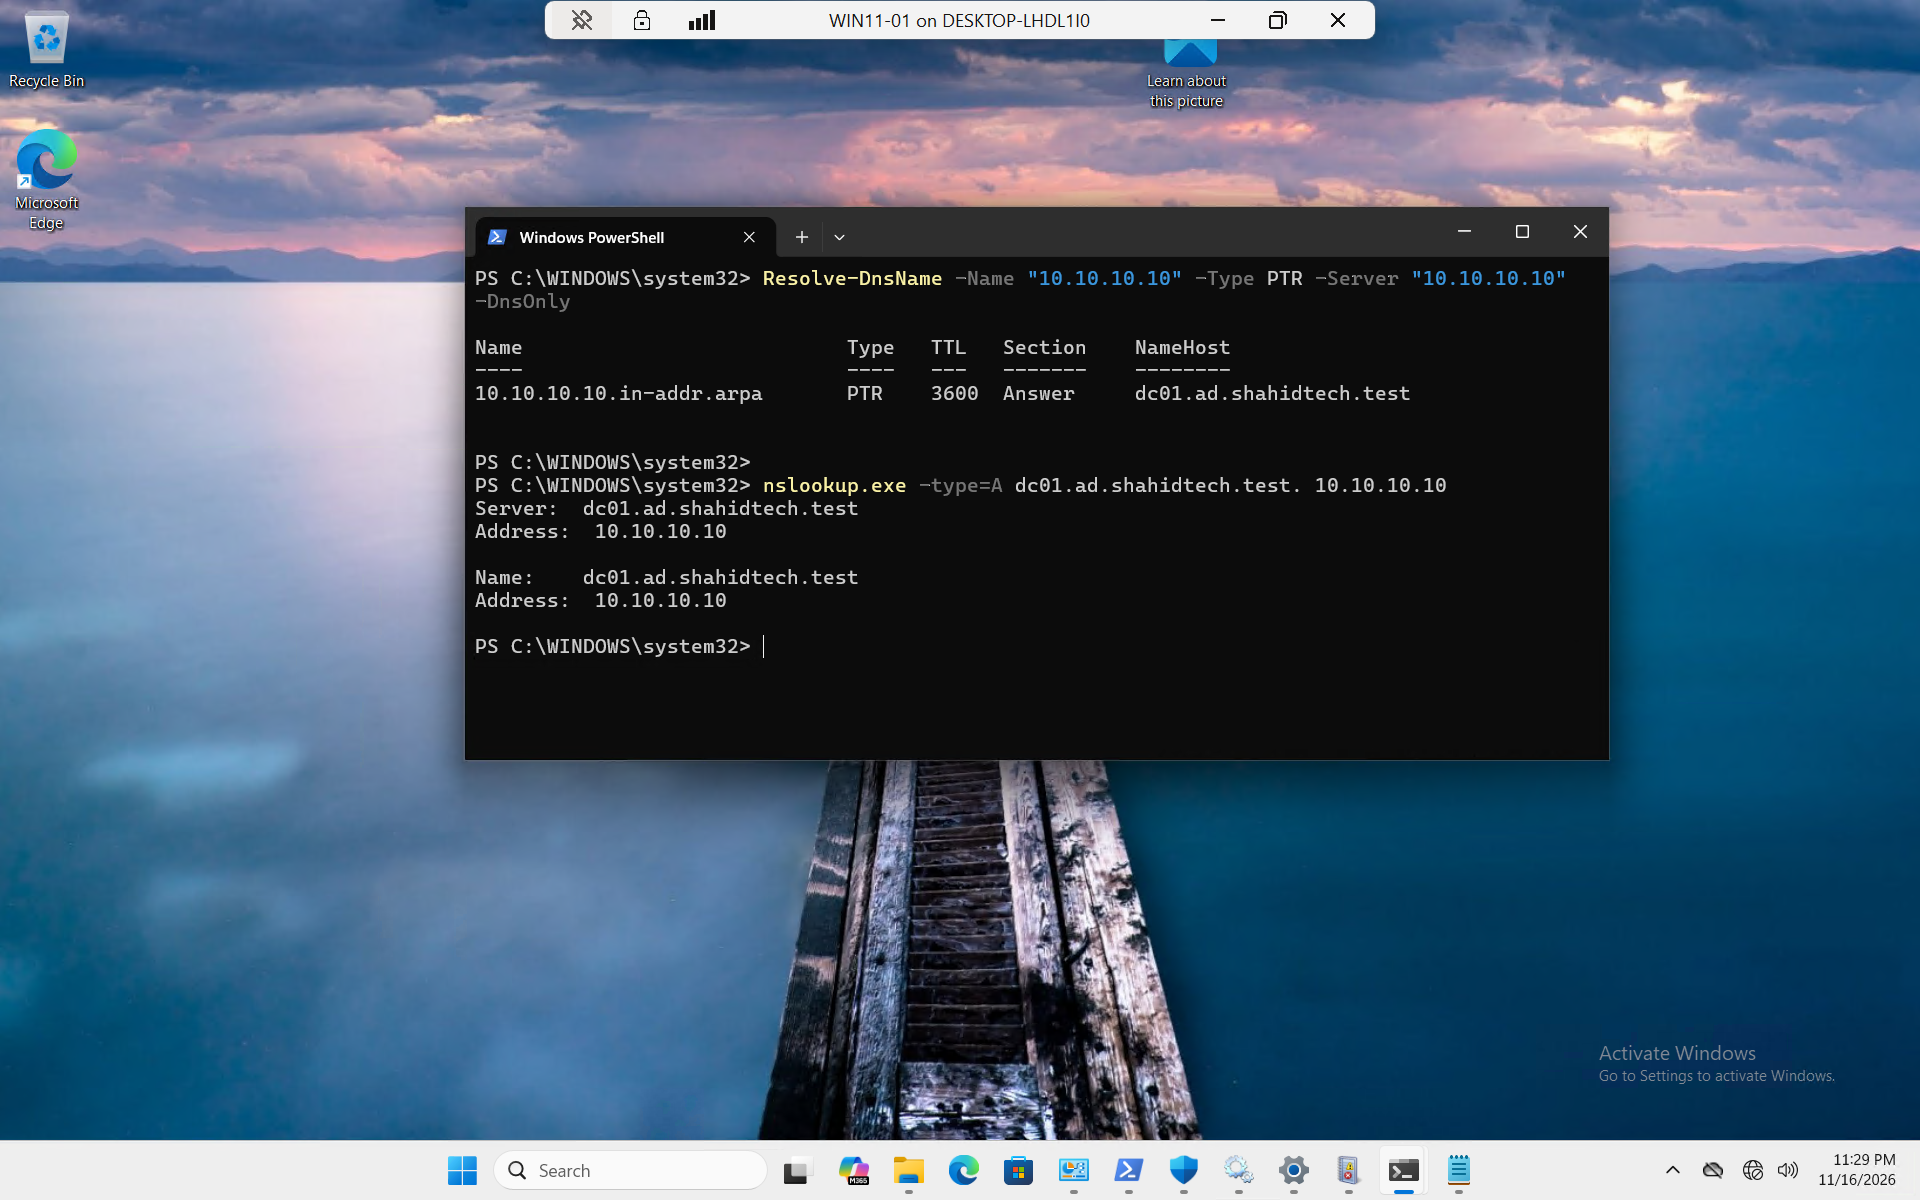 WIN11-01 on DESKTOP-LHDL1I0
Recycle Bin
Learn about
this picture
Microsoft
Edge
Windows PowerShell
PS C:\WINDOWS\system32> Resolve-DnsName -Name "10.10.10.10" -Type PTR -Server "10.10.10.10"
-DnsOnly
Name Type TTL Section NameHost
---- ---- --- ------- --------
10.10.10.10.in-addr.arpa PTR 3600 Answer dc01.ad.shahidtech.test
PS C:\WINDOWS\system32>
PS C:\WINDOWS\system32> nslookup.exe -type=A dc01.ad.shahidtech.test. 10.10.10.10
Server: dc01.ad.shahidtech.test
Address: 10.10.10.10
Name: dc01.ad.shahidtech.test
Address: 10.10.10.10
PS C:\WINDOWS\system32>
Activate Windows
Go to Settings to activate Windows.
Search
M365
11:29 PM
11/16/2026